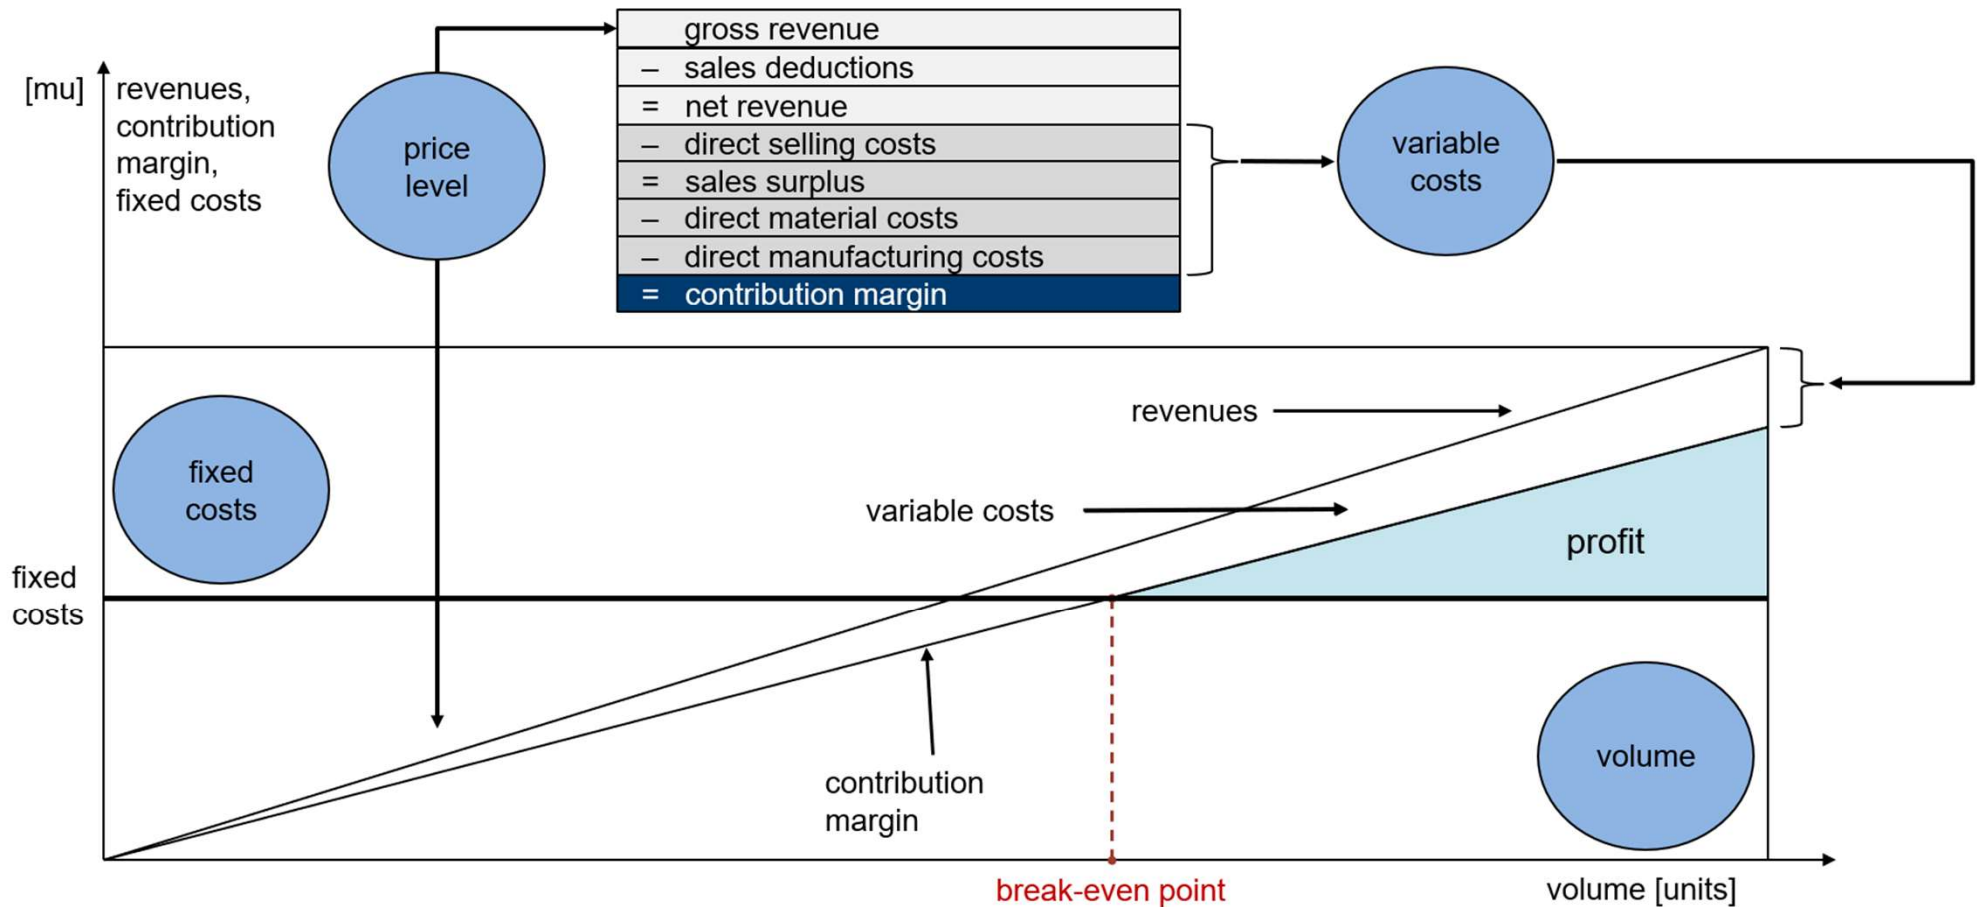 [mu]
revenues,
contribution
margin,
fixed costs
price
level
gross revenue
– sales deductions
= net revenue
– direct selling costs
= sales surplus
– direct material costs
– direct manufacturing costs
= contribution margin
variable
costs
fixed
costs
revenues
variable costs
profit
fixed
costs
contribution
margin
volume
break-even point
volume [units]